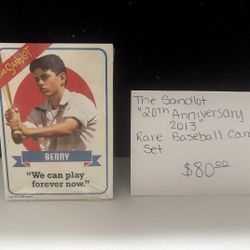 THE SANDLOT
BENNY
"We can play
forever now."
The Sandlot
"20th Anniversary
2013"
Rare Baseball Card
Set
$80.00